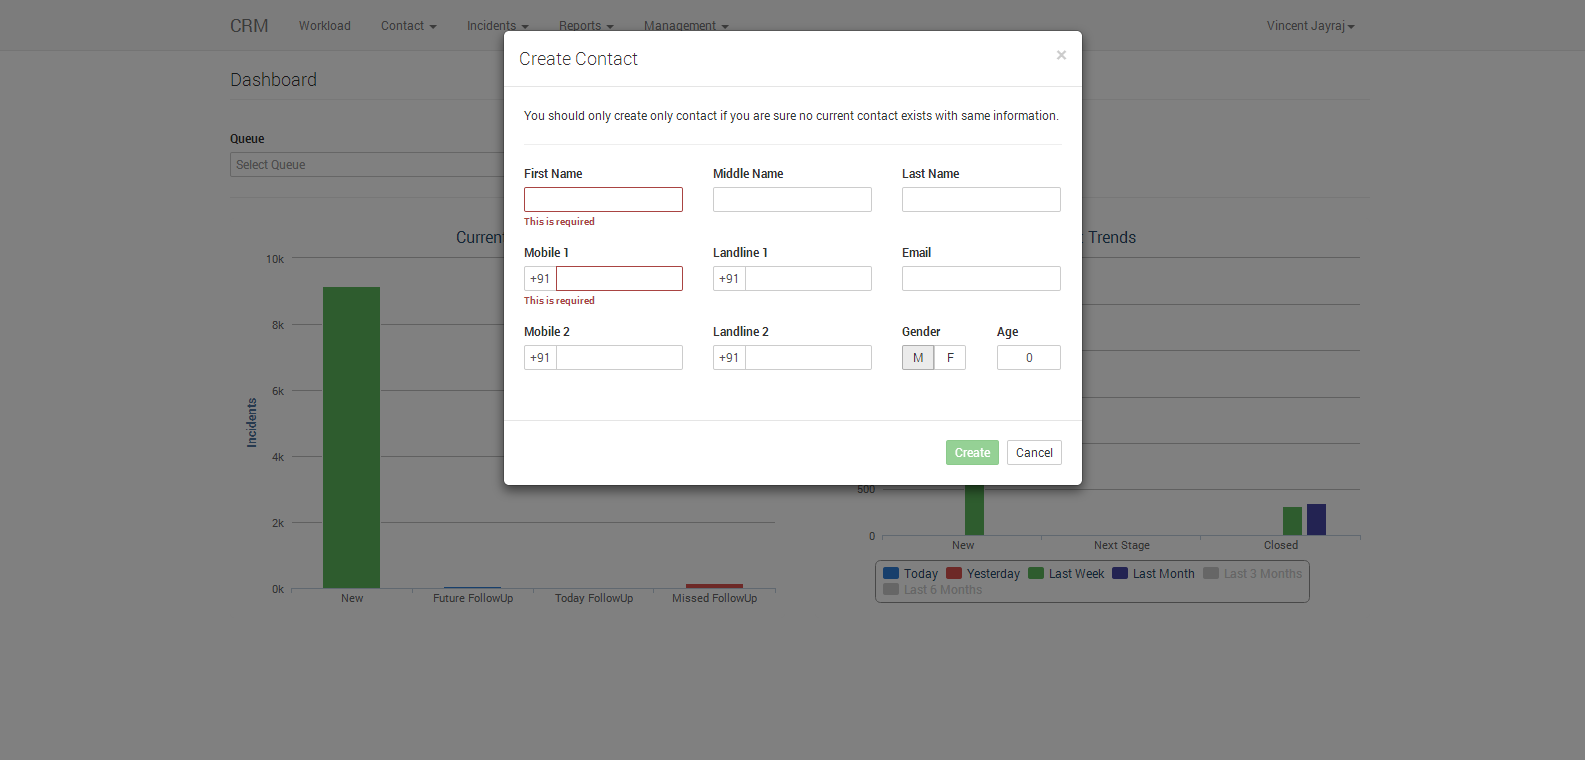 CRM Workload Contact Incidents Reports Management Vincent Jayraj
Create Contact ×
Dashboard
You should only create only contact if you are sure no current contact exists with same information.
Queue
Select Queue
First Name Middle Name Last Name
This is required
Current
Trends
Mobile 1 Landline 1 Email
+91 +91
This is required
Mobile 2 Landline 2 Gender Age
+91 +91 M F 0
Create Cancel
Incidents
10k
8k
6k
4k
2k
0k
New Future FollowUp Today FollowUp Missed FollowUp
500
0
New Next Stage Closed
Today Yesterday Last Week Last Month Last 3 Months
Last 6 Months